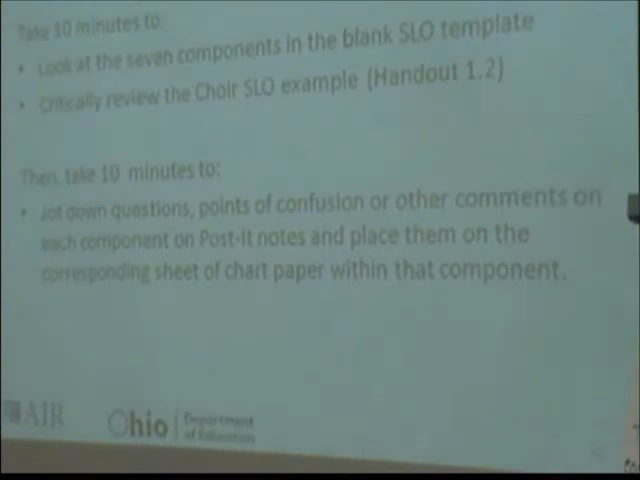 Take 10 minutes to:
• Look at the seven components in the blank SLO template
• Critically review the Choir SLO example (Handout 1.2)
Then, take 10 minutes to:
• Jot down questions, points of confusion or other comments on
each component on Post-it notes and place them on the
corresponding sheet of chart paper within that component.
AIR
Ohio | Department
of Education